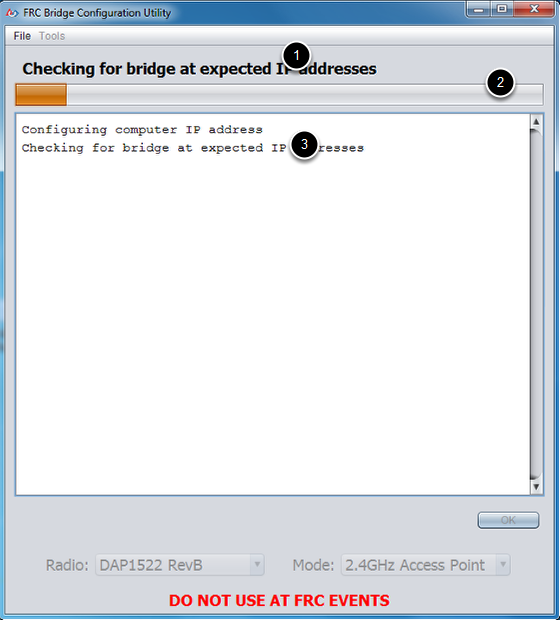 FRC Bridge Configuration Utility
File Tools
1
Checking for bridge at expected IP addresses
2
Configuring computer IP address
Checking for bridge at expected IP resses
3
OK
Radio: DAP1522 RevB Mode: 2.4GHz Access Point
DO NOT USE AT FRC EVENTS